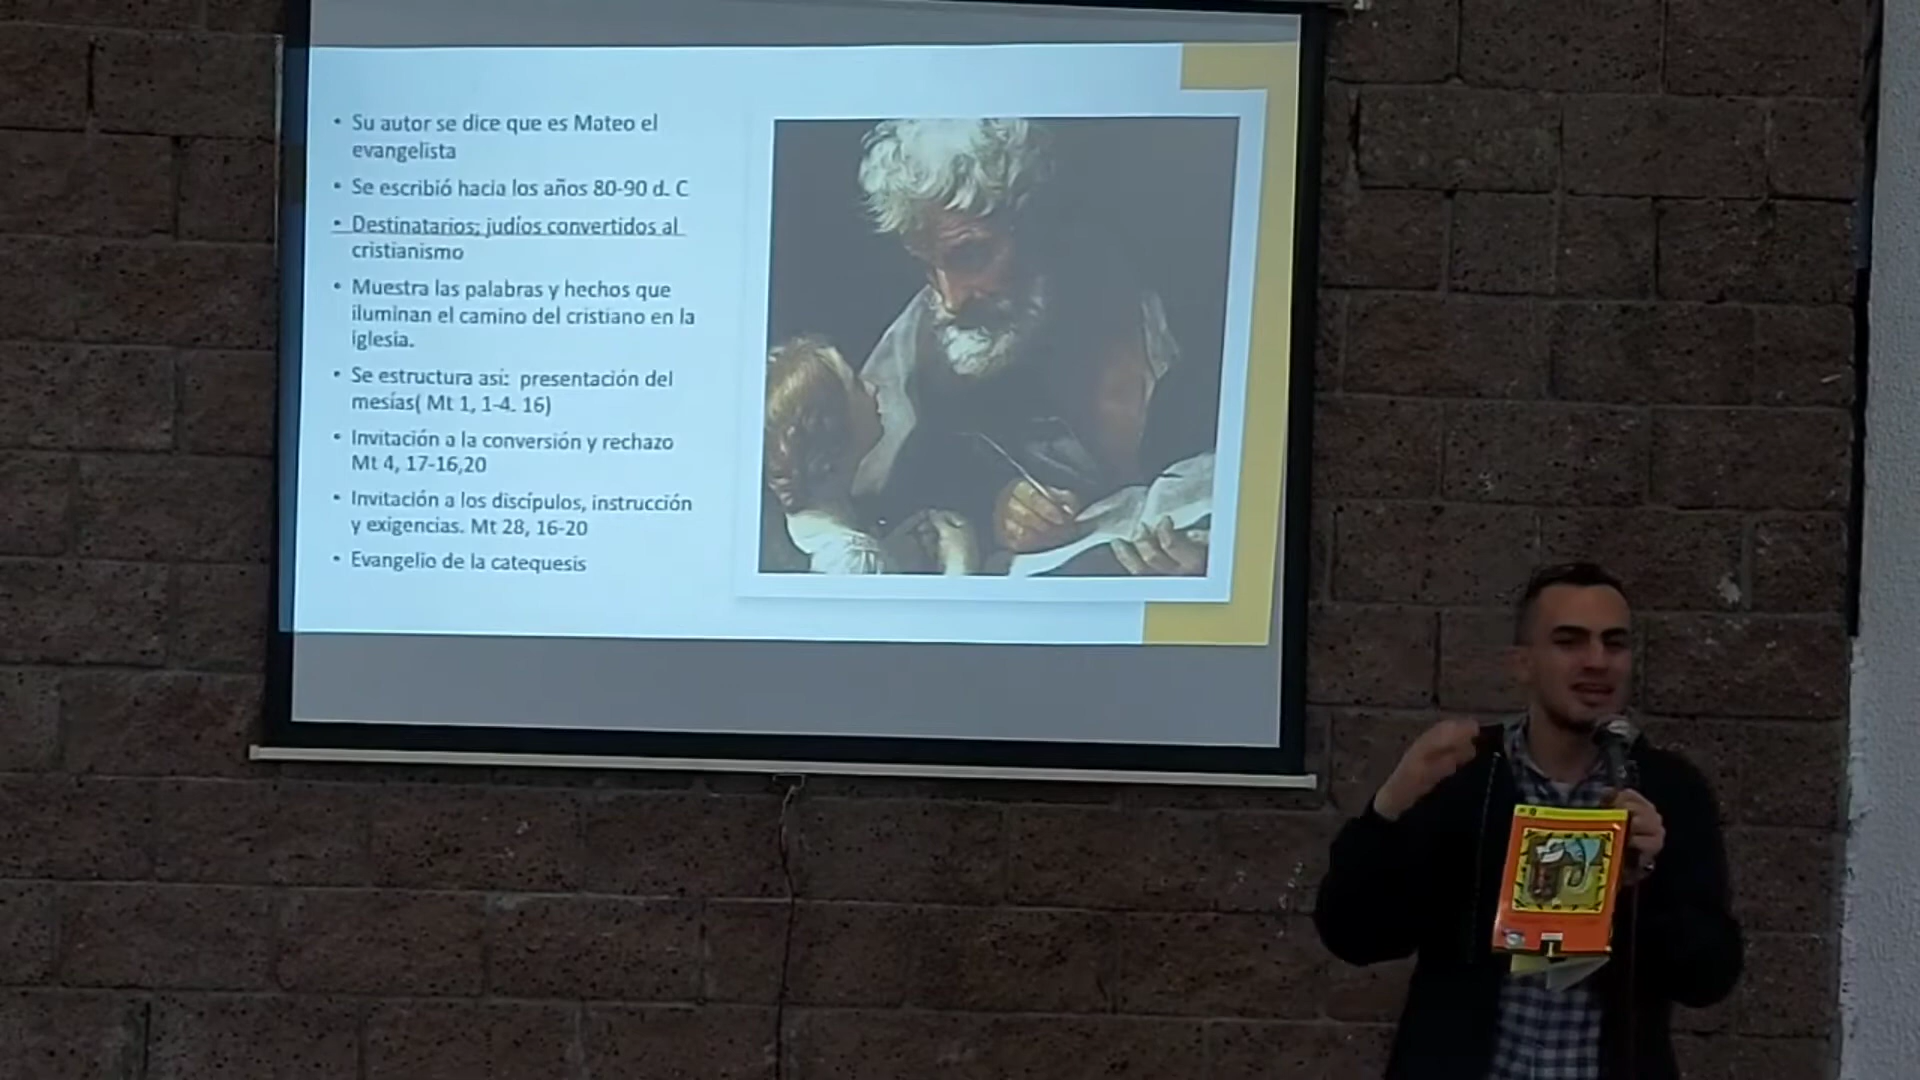 • Su autor se dice que es Mateo el
evangelista
• Se escribió hacia los años 80-90 d. C
• Destinatarios; judíos convertidos al
cristianismo
• Muestra las palabras y hechos que
iluminan el camino del cristiano en la
iglesia.
• Se estructura asi: presentación del
mesías( Mt 1, 1-4. 16)
• Invitación a la conversión y rechazo
Mt 4, 17-16,20
• Invitación a los discípulos, instrucción
y exigencias. Mt 28, 16-20
• Evangelio de la catequesis